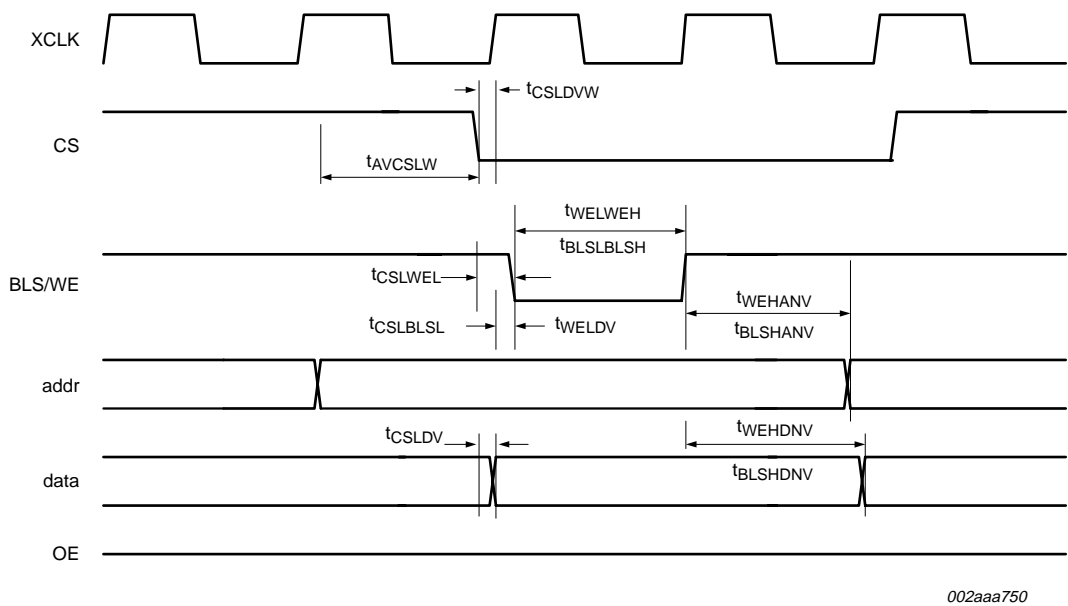 XCLK
tCSLDVW
CS
tAVCSLW
tWELWEH
tBLSLBLSH
BLS/WE
tCSLWEL
tWEHANV
tCSLBLSL
tWELDV
tBLSHANV
addr
tCSLDV
tWEHDNV
data
tBLSHDNV
OE
002aaa750